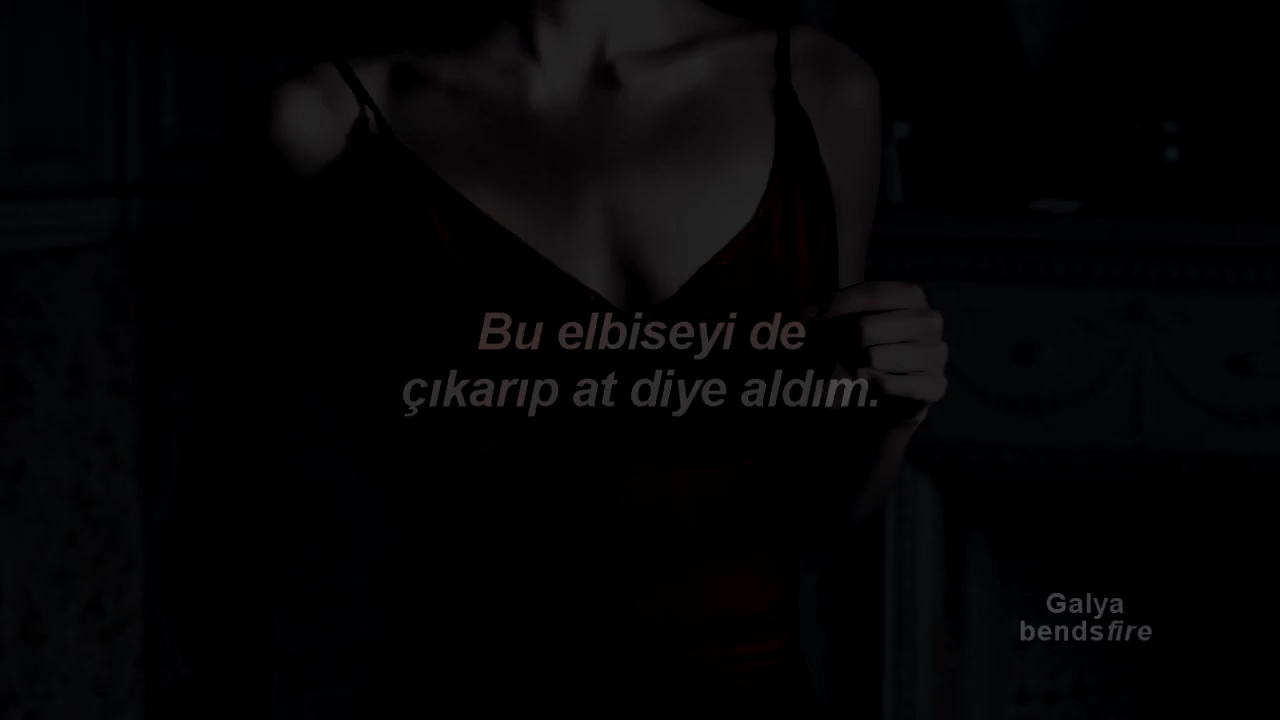 Bu elbiseyi de
çıkarıp at diye aldım.
Galya
bendsfire